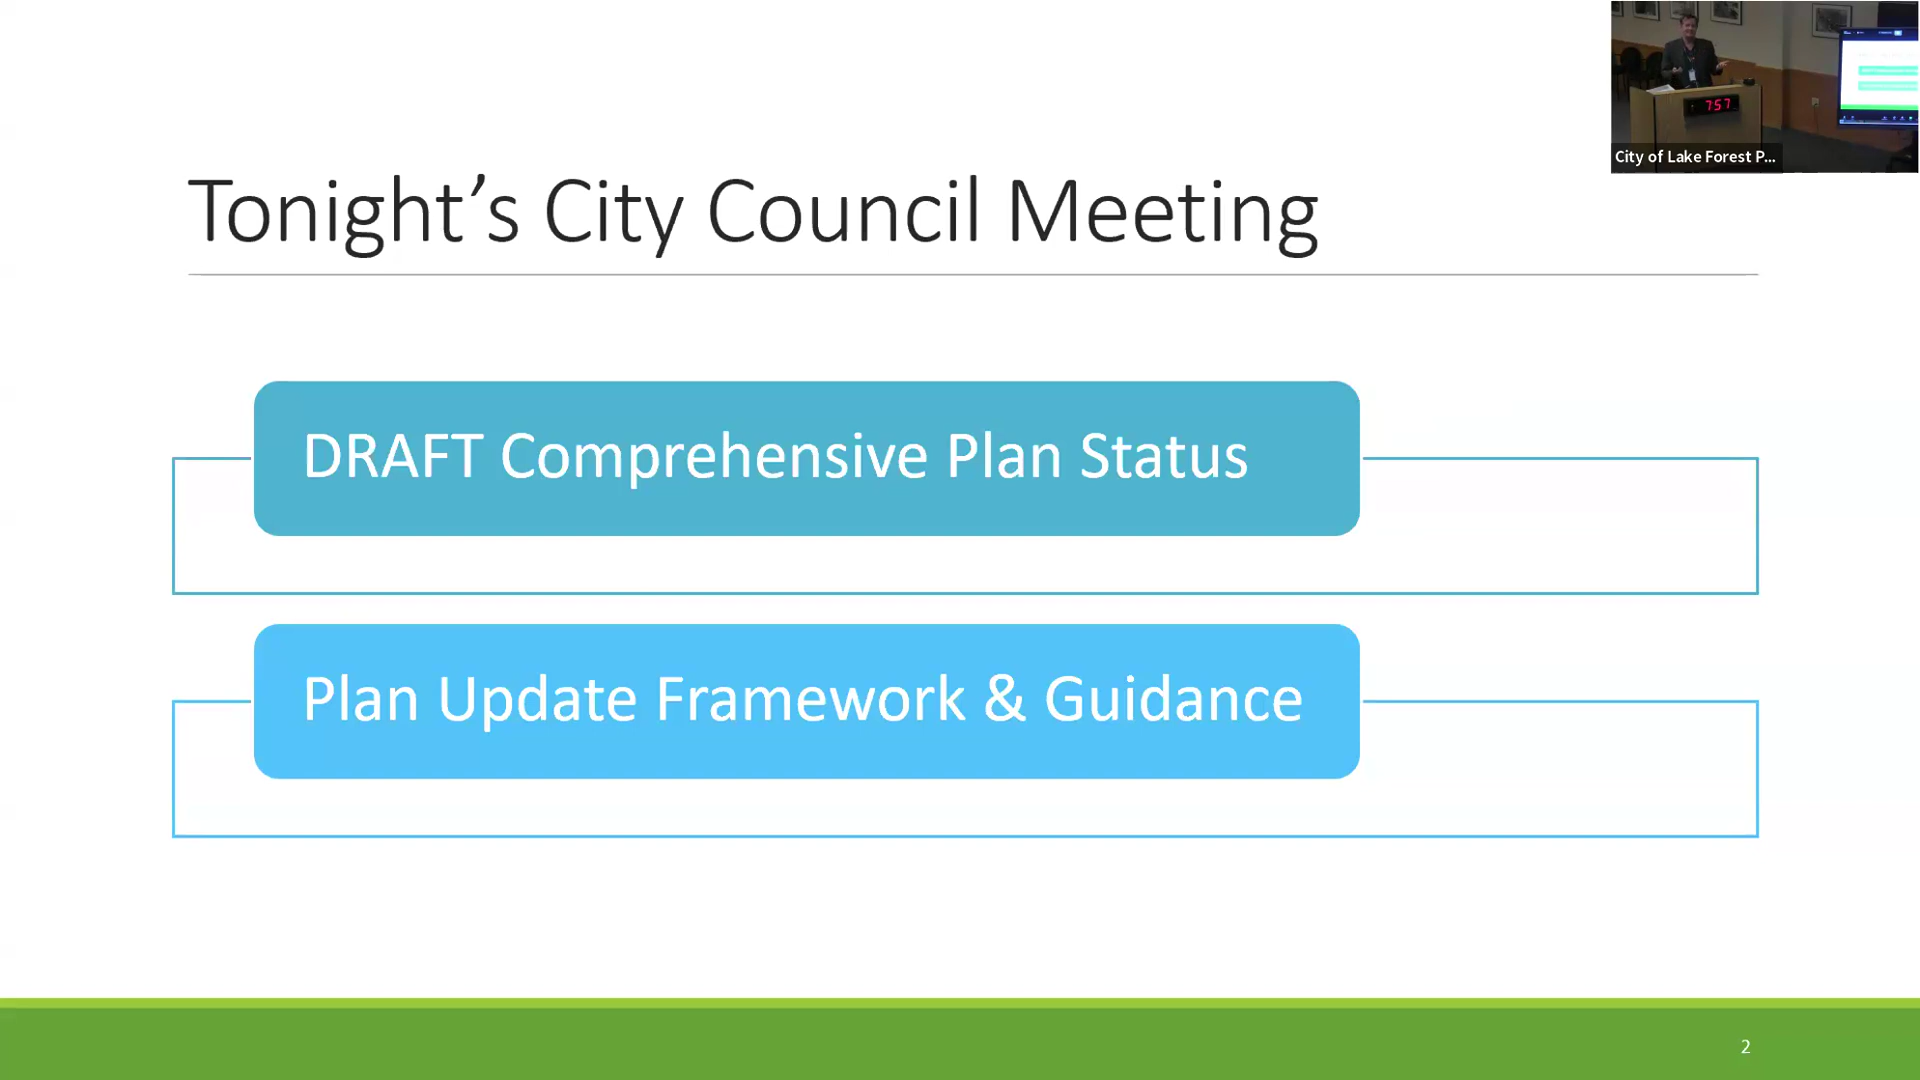 City of Lake Forest P...
7:57
Tonight’s City Council Meeting
DRAFT Comprehensive Plan Status
Plan Update Framework & Guidance
2